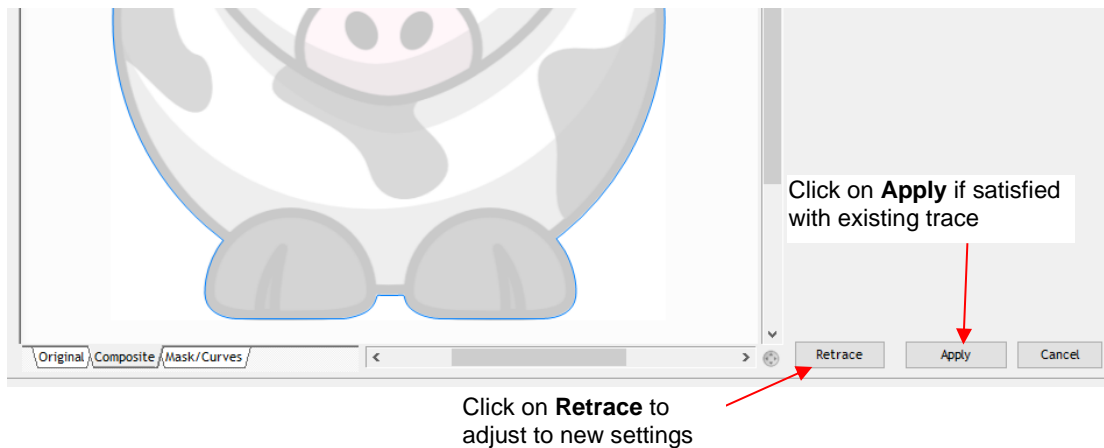 Click on Apply if satisfied
with existing trace
Original Composite Mask/Curves
Retrace Apply Cancel
Click on Retrace to
adjust to new settings